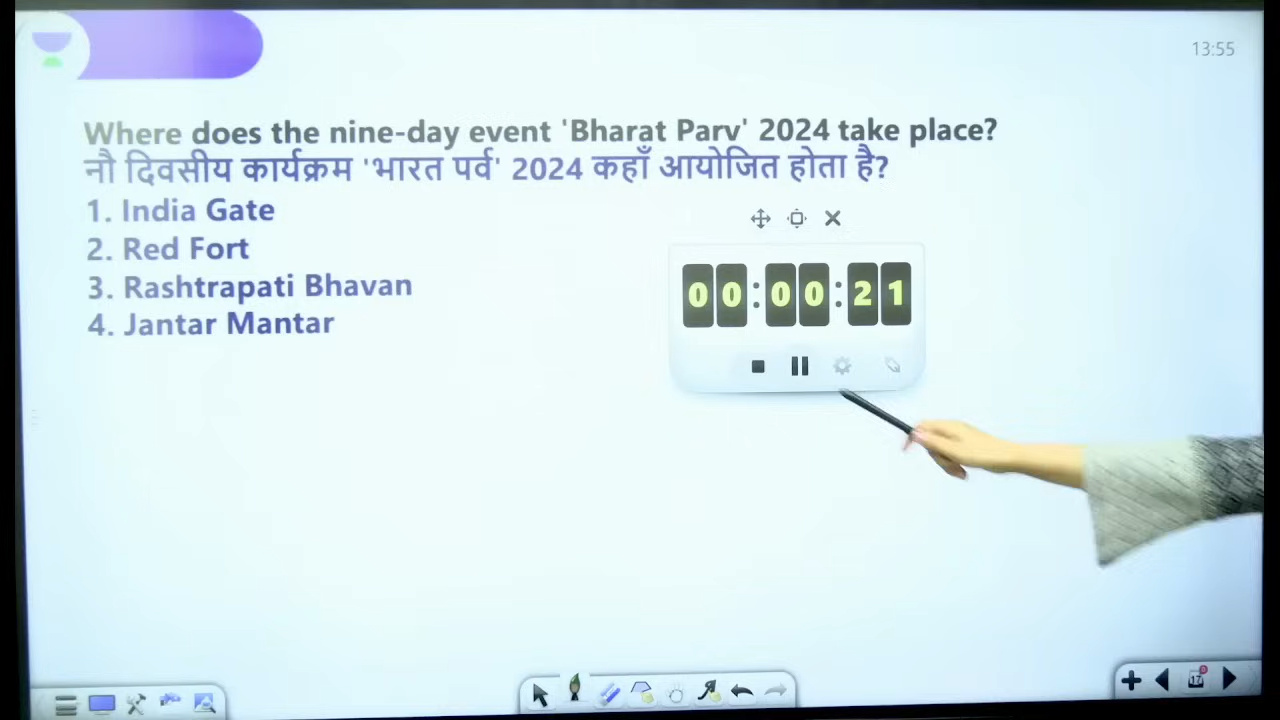 13:55
Where does the nine-day event 'Bharat Parv' 2024 take place?
नौ दिवसीय कार्यक्रम 'भारत पर्व' 2024 कहाँ आयोजित होता है?
1. India Gate
2. Red Fort
3. Rashtrapati Bhavan
4. Jantar Mantar
00:00:21
17